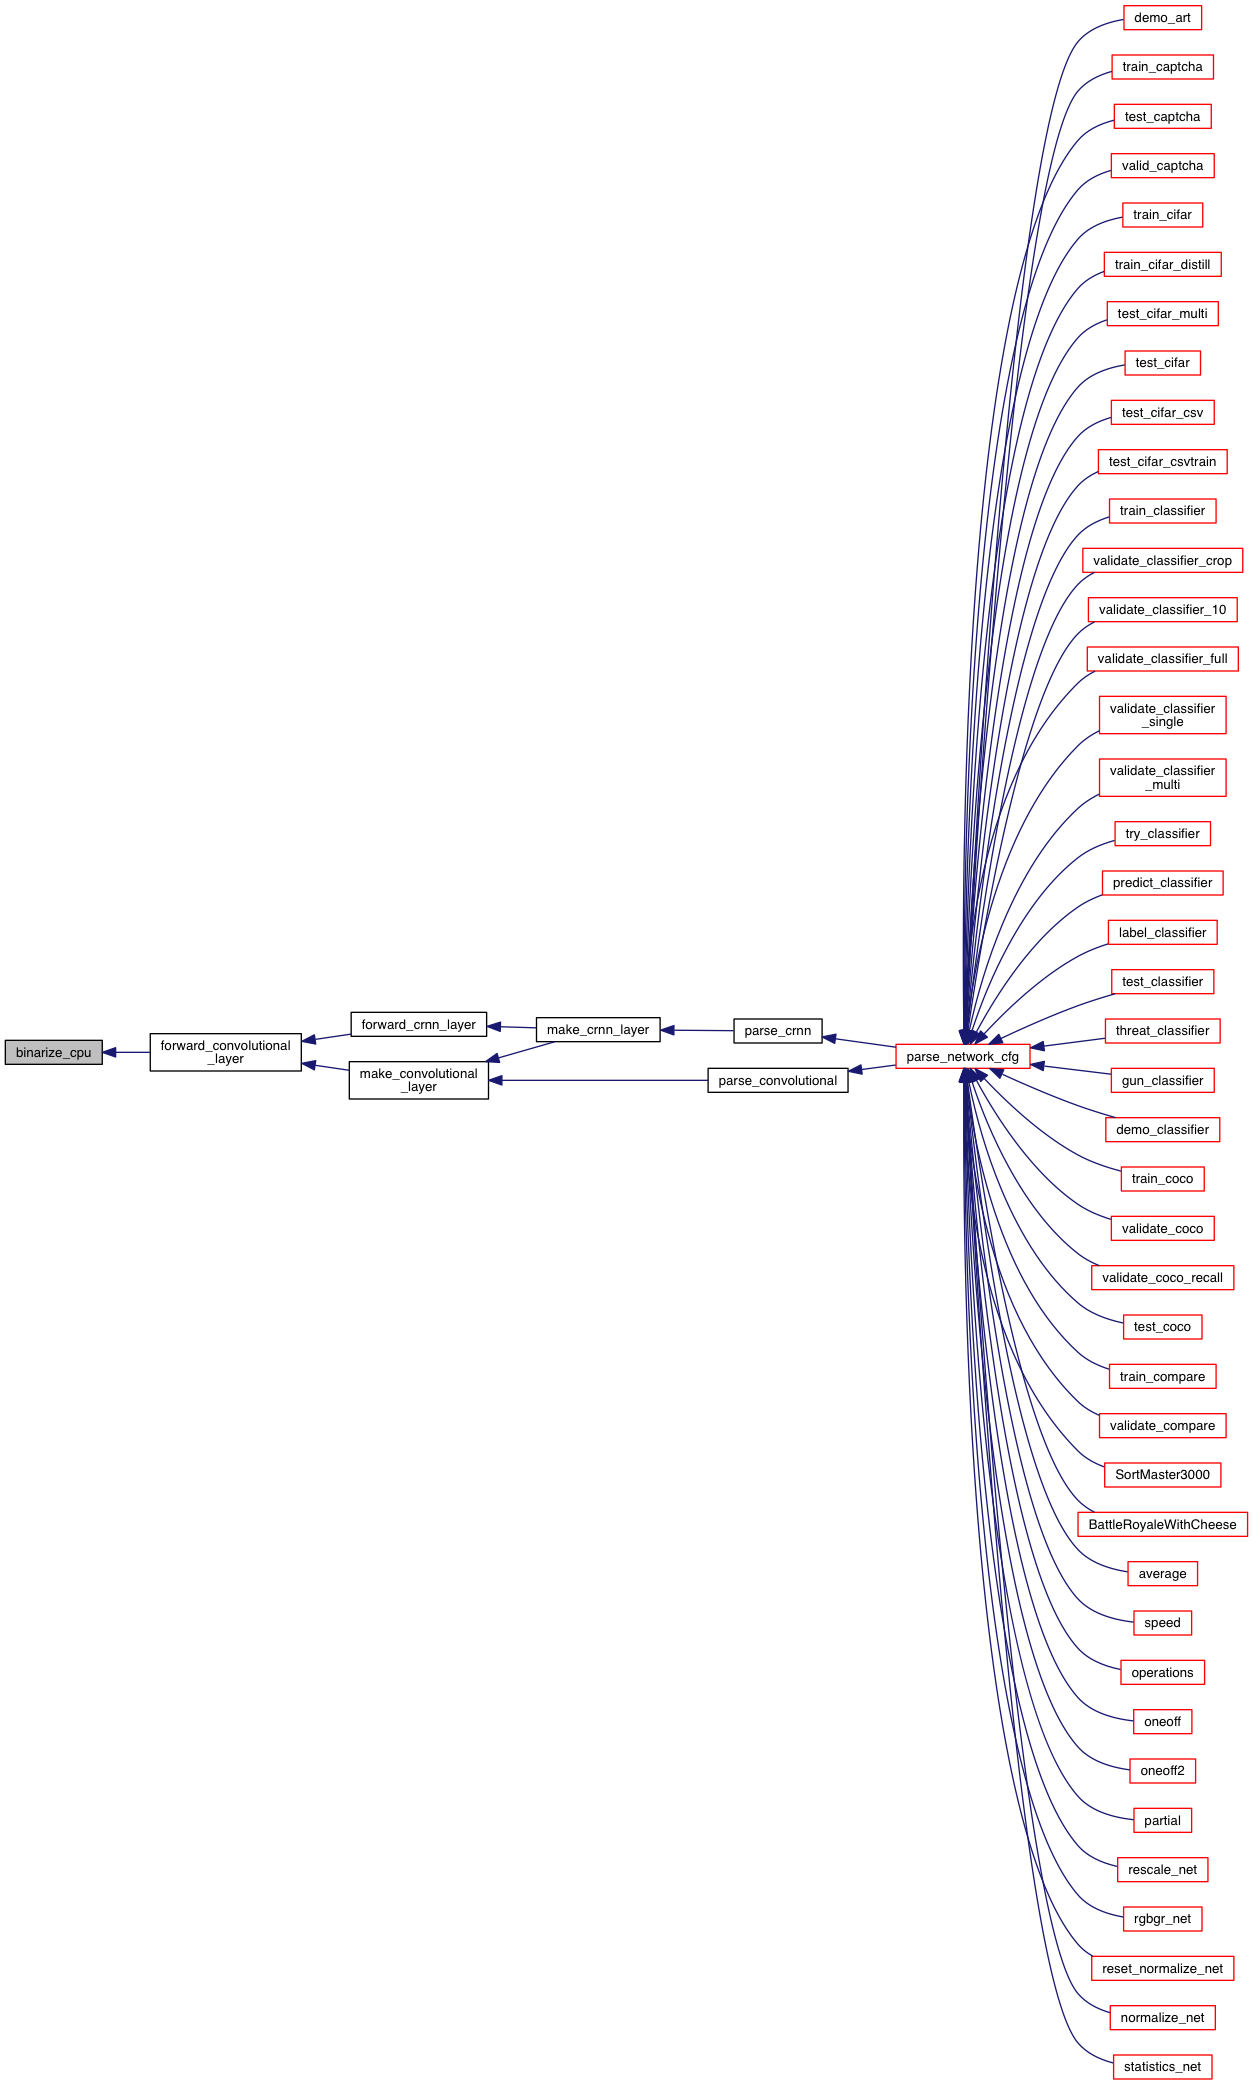 binarize_cpu
forward_convolutional
_layer
forward_crnn_layer
make_convolutional
_layer
make_crnn_layer
parse_crnn
parse_convolutional
parse_network_cfg
demo_art
train_captcha
test_captcha
valid_captcha
train_cifar
train_cifar_distill
test_cifar_multi
test_cifar
test_cifar_csv
test_cifar_csvtrain
train_classifier
validate_classifier_crop
validate_classifier_10
validate_classifier_full
validate_classifier
_single
validate_classifier
_multi
try_classifier
predict_classifier
label_classifier
test_classifier
threat_classifier
gun_classifier
demo_classifier
train_coco
validate_coco
validate_coco_recall
test_coco
train_compare
validate_compare
SortMaster3000
BattleRoyaleWithCheese
average
speed
operations
oneoff
oneoff2
partial
rescale_net
rgbgr_net
reset_normalize_net
normalize_net
statistics_net